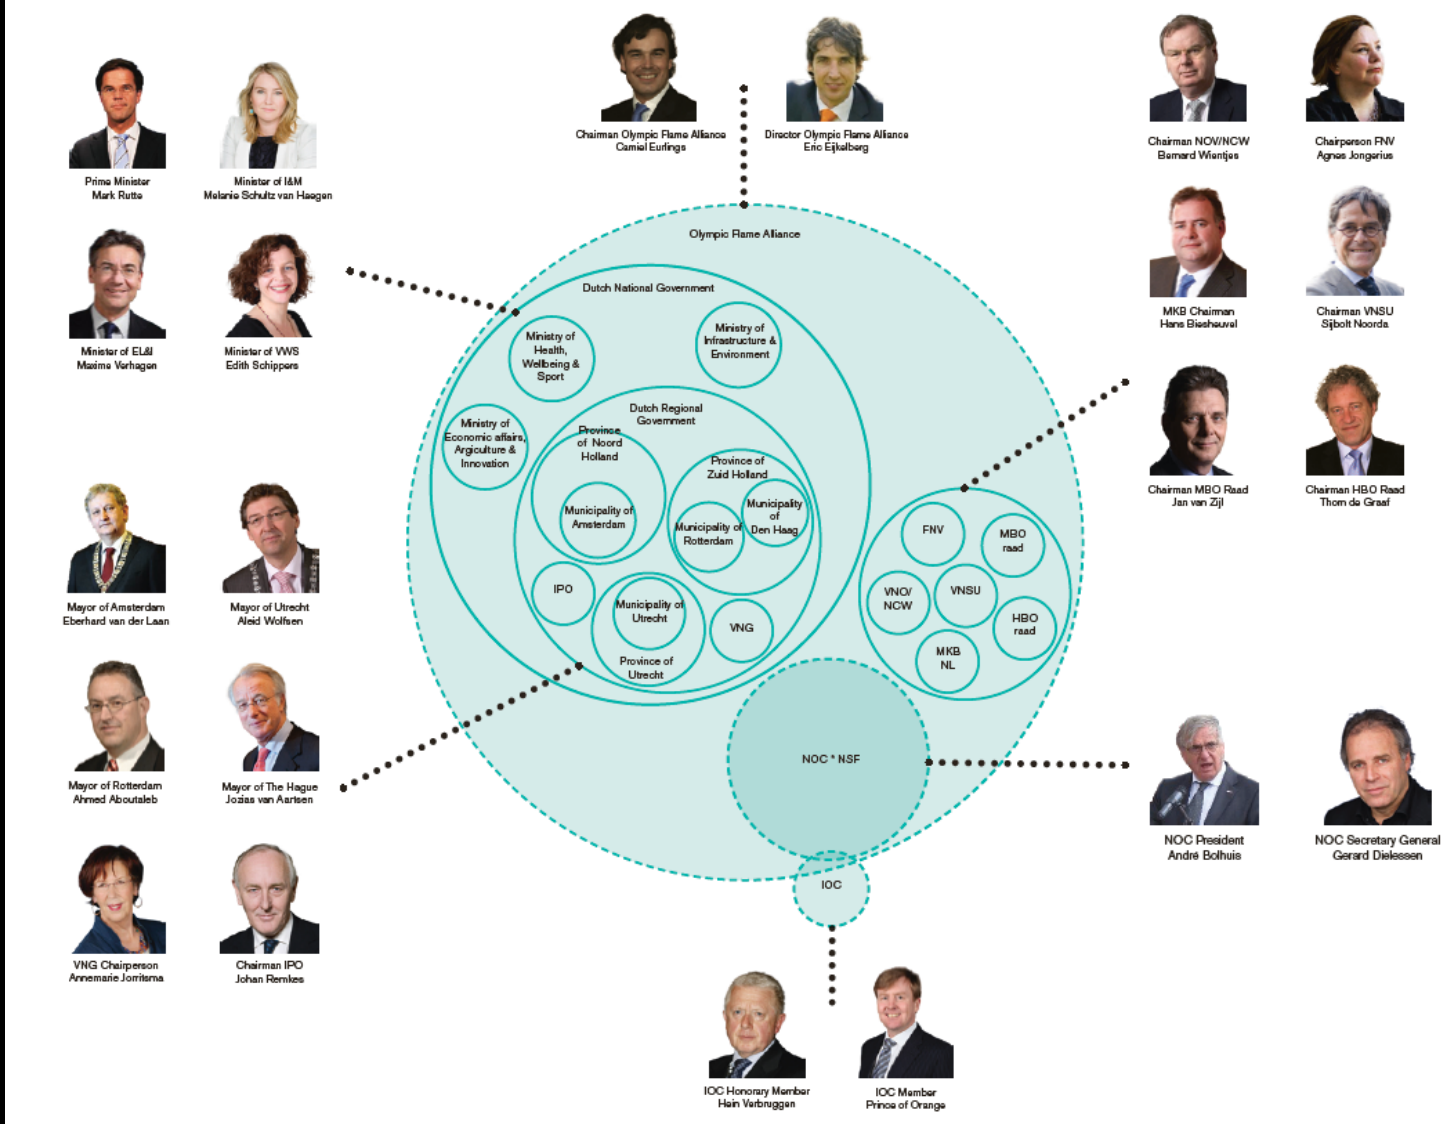 Chairman Olympic Flame Alliance
Camiel Eurlings
Director Olympic Flame Alliance
Eric Eijkelberg
Chairman NOV/NCW
Bernard Wientjes
Chairperson FNV
Agnes Jongerius
Prime Minister
Mark Rutte
Minister of I&M
Melanie Schultz van Haegen
Minister of EL&I
Maxime Verhagen
Minister of VWS
Edith Schippers
MKB Chairman
Hans Biesheuvel
Chairman VNSU
Sijbolt Noorda
Chairman MBO Raad
Jan van Zijl
Chairman HBO Raad
Thom de Graaf
Olympic Flame Alliance
Dutch National Government
Ministry of
Health,
Wellbeing &
Sport
Ministry of
Infrastructure &
Environment
Ministry of
Economic affairs,
Argiculture &
Innovation
Dutch Regional
Government
Province
of Noord
Holland
Municipality of
Amsterdam
Province of
Zuid Holland
Municipality
of
Den Haag
Municipality of
Rotterdam
IPO
Municipality of
Utrecht
Province of
Utrecht
VNG
FNV
MBO
raad
VNO/
NCW
VNSU
HBO
raad
MKB
NL
NOC * NSF
IOC
Mayor of Amsterdam
Eberhard van der Laan
Mayor of Utrecht
Aleid Wolfsen
Mayor of Rotterdam
Ahmed Aboutaleb
Mayor of The Hague
Jozias van Aartsen
VNG Chairperson
Annemarie Jorritsma
Chairman IPO
Johan Remkes
NOC President
André Bolhuis
NOC Secretary General
Gerard Dielessen
IOC Honorary Member
Hein Verbruggen
IOC Member
Prince of Orange